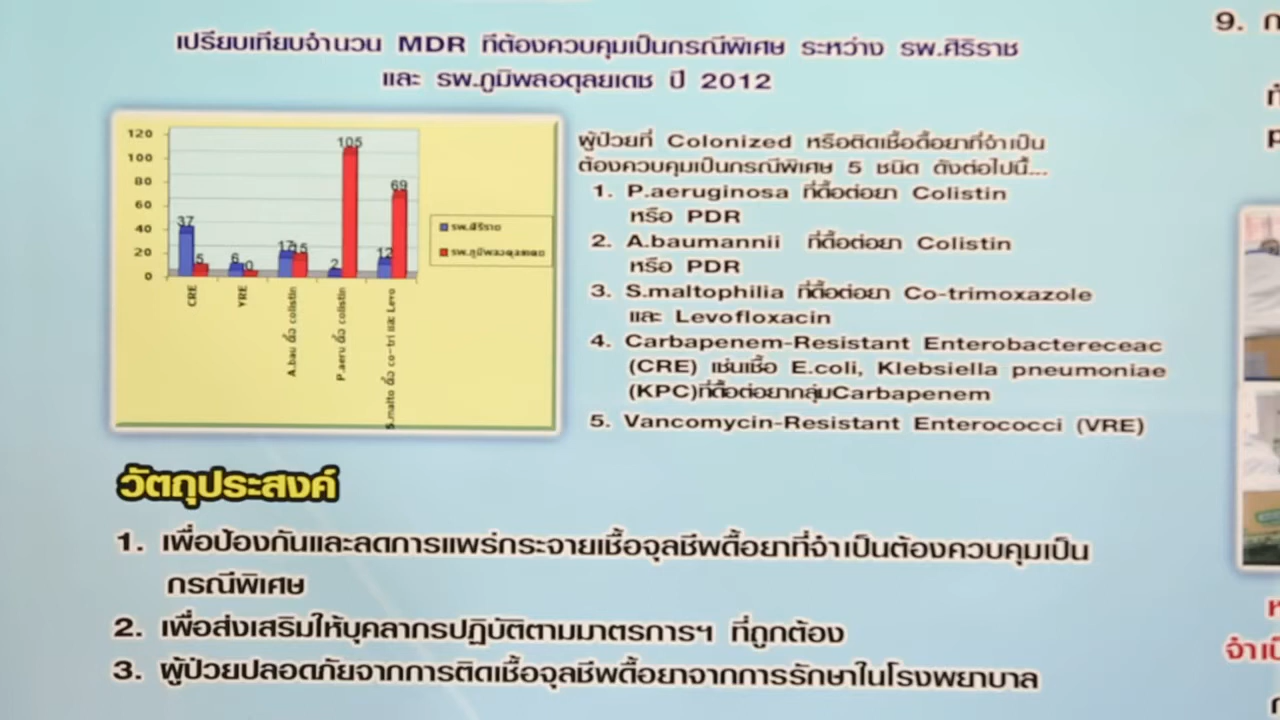 เปรียบเทียบจำนวน MDR ที่ต้องควบคุมเป็นกรณีพิเศษ ระหว่าง รพ.ศิริราช
และ รพ.ภูมิพลอดุลยเดช ปี 2012
120
100
80
60
40
20
0
37
5
6
0
17
15
2
105
12
69
CRE
VRE
A.bau ดื้อ colistin
P.aeru ดื้อ colistin
S.malto ดื้อ co-tri และ Levo
รพ.ศิริราช
รพ.ภูมิพลอดุลยเดช
ผู้ป่วยที่ Colonized หรือติดเชื้อดื้อยาที่จำเป็น
ต้องควบคุมเป็นกรณีพิเศษ 5 ชนิด ดังต่อไปนี้...
1. P.aeruginosa ที่ดื้อต่อยา Colistin
หรือ PDR
2. A.baumannii ที่ดื้อต่อยา Colistin
หรือ PDR
3. S.maltophilia ที่ดื้อต่อยา Co-trimoxazole
และ Levofloxacin
4. Carbapenem-Resistant Enterobactereceac
(CRE) เช่นเชื้อ E.coli, Klebsiella pneumoniae
(KPC)ที่ดื้อต่อยากลุ่มCarbapenem
5. Vancomycin-Resistant Enterococci (VRE)
วัตถุประสงค์
1. เพื่อป้องกันและลดการแพร่กระจายเชื้อจุลชีพดื้อยาที่จำเป็นต้องควบคุมเป็น
กรณีพิเศษ
2. เพื่อส่งเสริมให้บุคลากรปฏิบัติตามมาตรการฯ ที่ถูกต้อง
3. ผู้ป่วยปลอดภัยจากการติดเชื้อจุลชีพดื้อยาจากการรักษาในโรงพยาบาล
9.